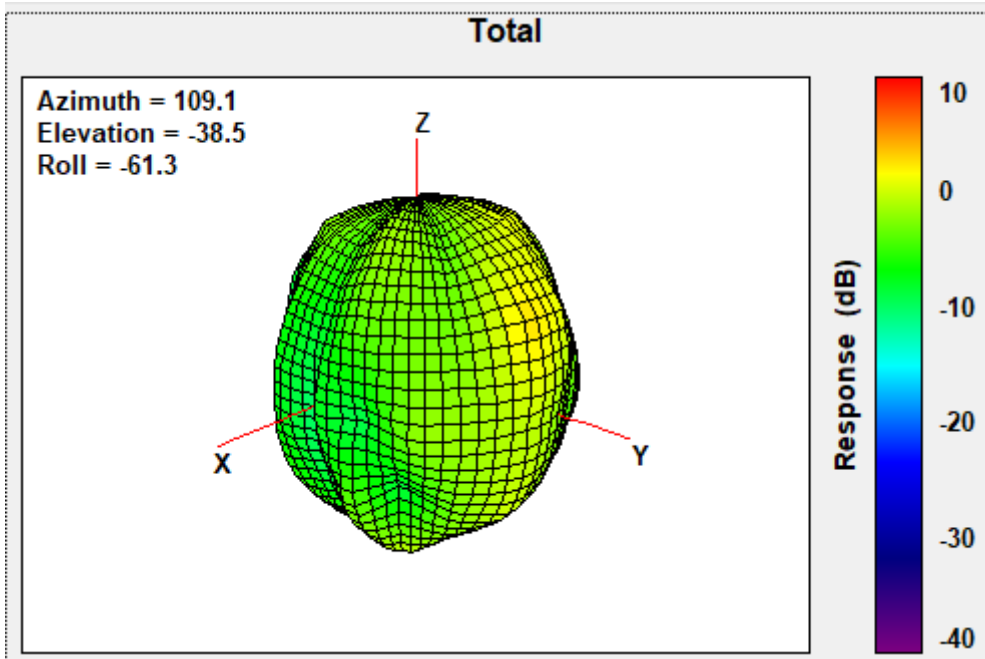 Total
Azimuth = 109.1
Elevation = -38.5
Roll = -61.3
Z
X
Y
Response (dB)
10
0
-10
-20
-30
-40